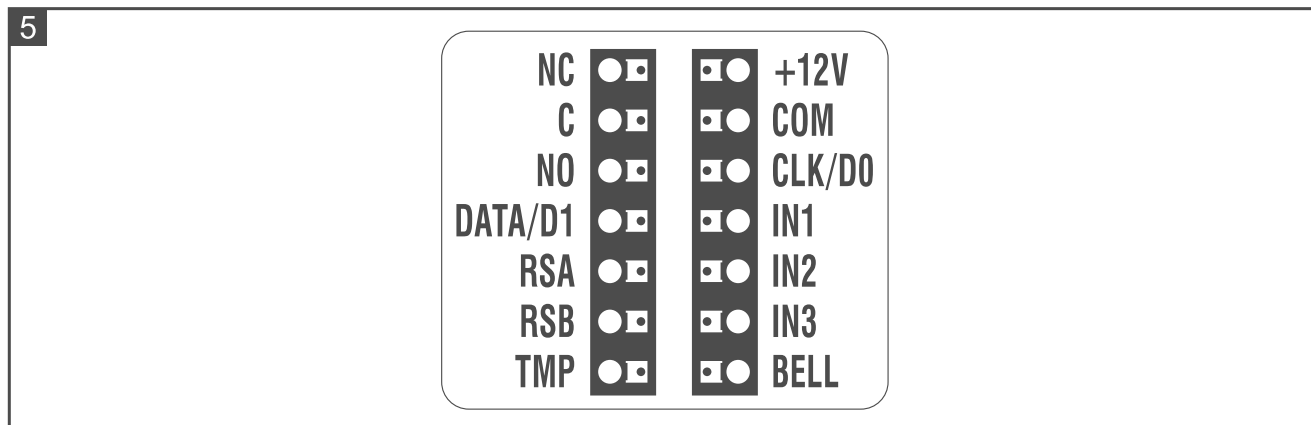 5
NC +12V
C COM
NO CLK/D0
DATA/D1 IN1
RSA IN2
RSB IN3
TMP BELL